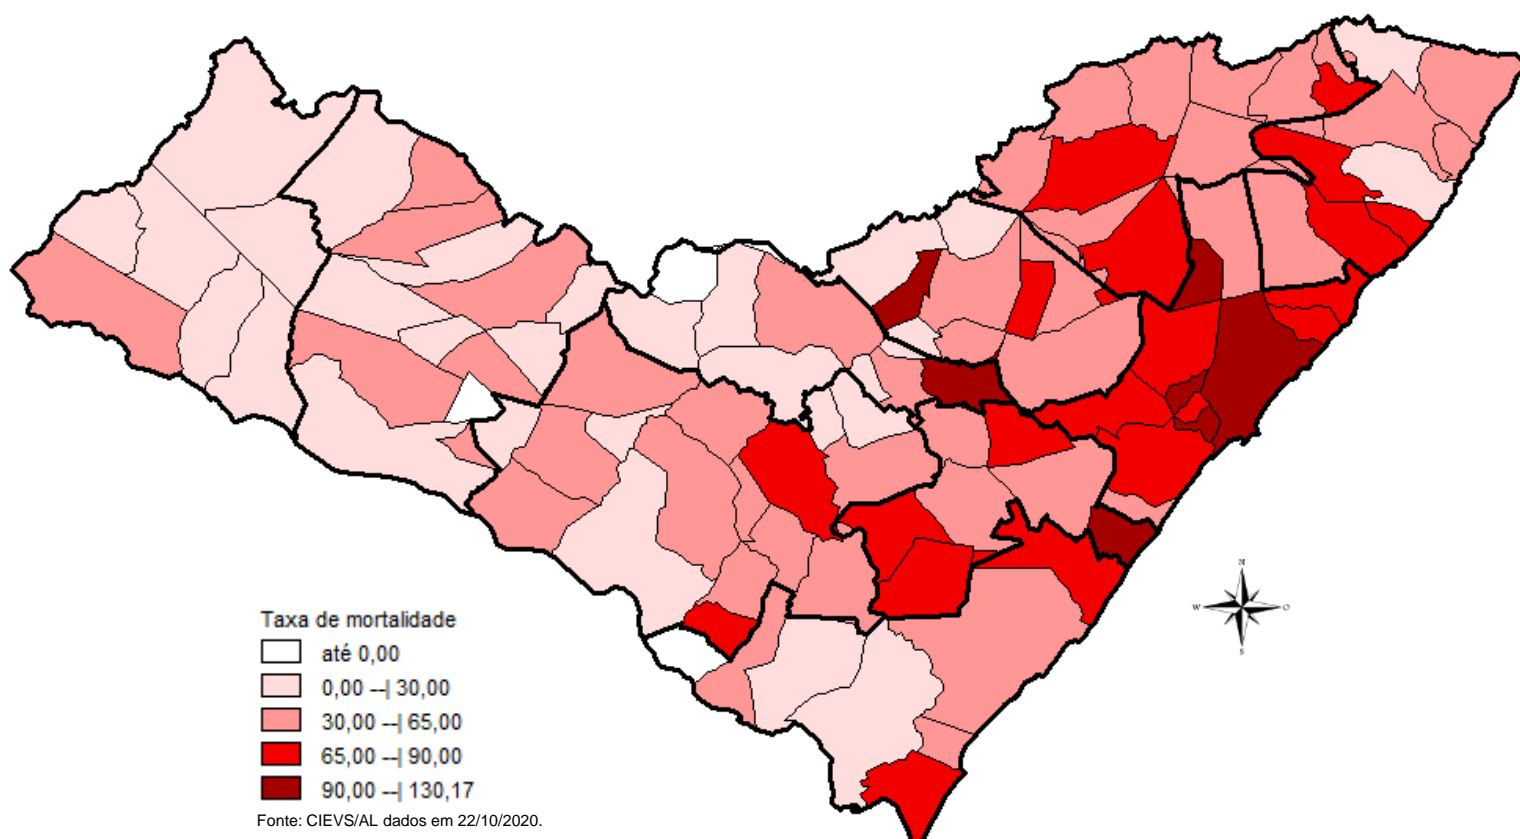 N
W
O
S
Taxa de mortalidade
até 0,00
0,00 --| 30,00
30,00 --| 65,00
65,00 --| 90,00
90,00 --| 130,17
Fonte: CIEVS/AL dados em 22/10/2020.